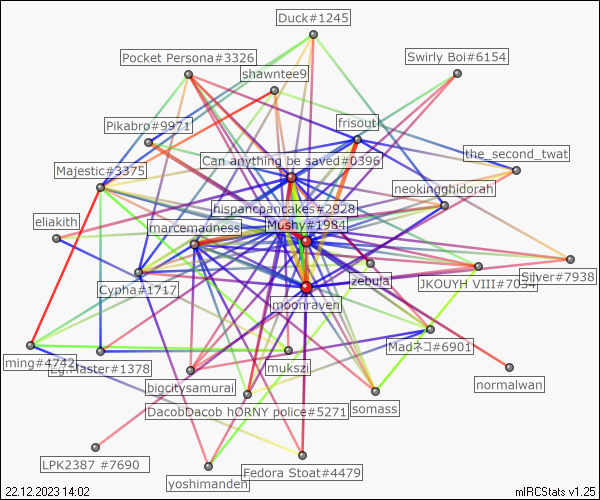 Duck#1245
Pocket Persona#3326
Swirly Boi#6154
shawntee9
Pikabro#9971
frisout
the_second_twat
Can anything be saved#0396
Majestic#3375
neokingghidorah
hispancpancakes#2928
eliakith
marcemadness
Mushy#1984
zebula
JKOUYH VIII#7034
Silver#7938
Cypha#1717
moonraven
Madネコ#6901
ming#4742
EgiMaster#1378
mukszi
bigcitysamurai
normalwan
DacobDacob hORNY police#5271
somass
LPK2387 #7690
yoshimandeh
Fedora Stoat#4479
22.12.2023 14:02
mIRCStats v1.25